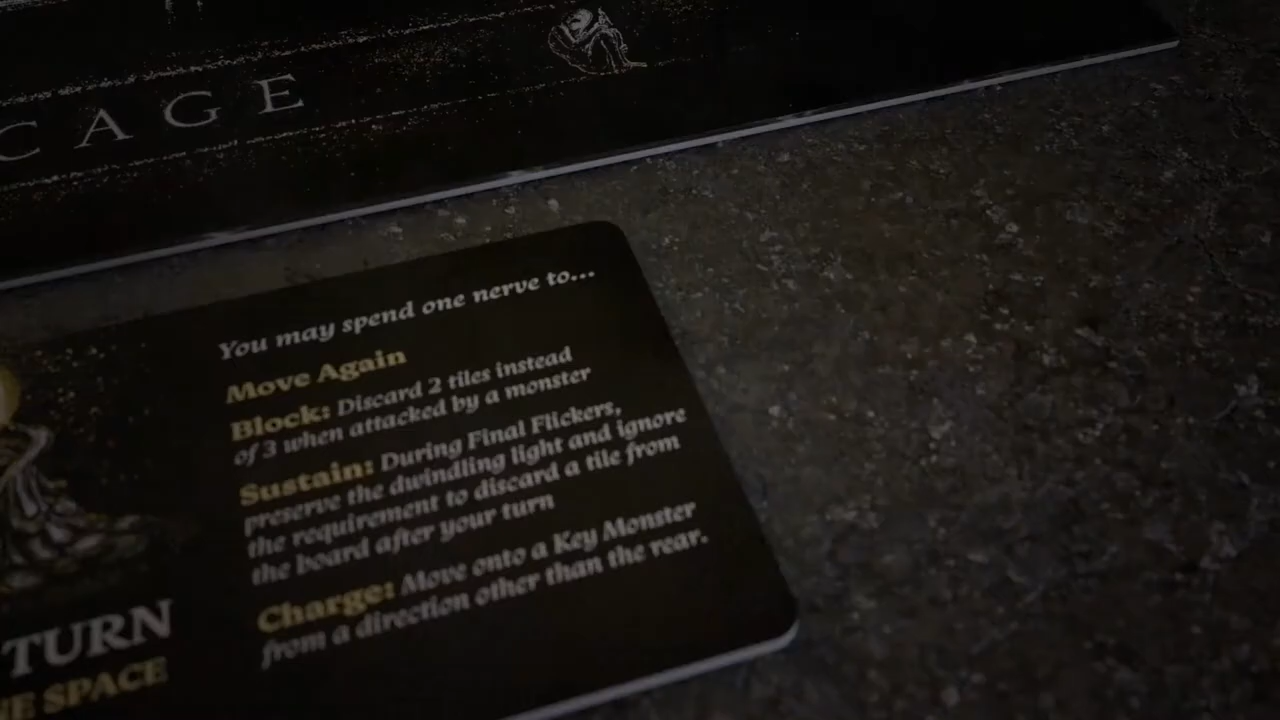 CAGE
You may spend one nerve to...
Move Again
Block: Discard 2 tiles instead
of 3 when attacked by a monster
Sustain: During Final Flickers,
preserve the dwindling light and ignore
the requirement to discard a tile from
the board after your turn
Charge: Move onto a Key Monster
from a direction other than the rear.
TURN
SPACE